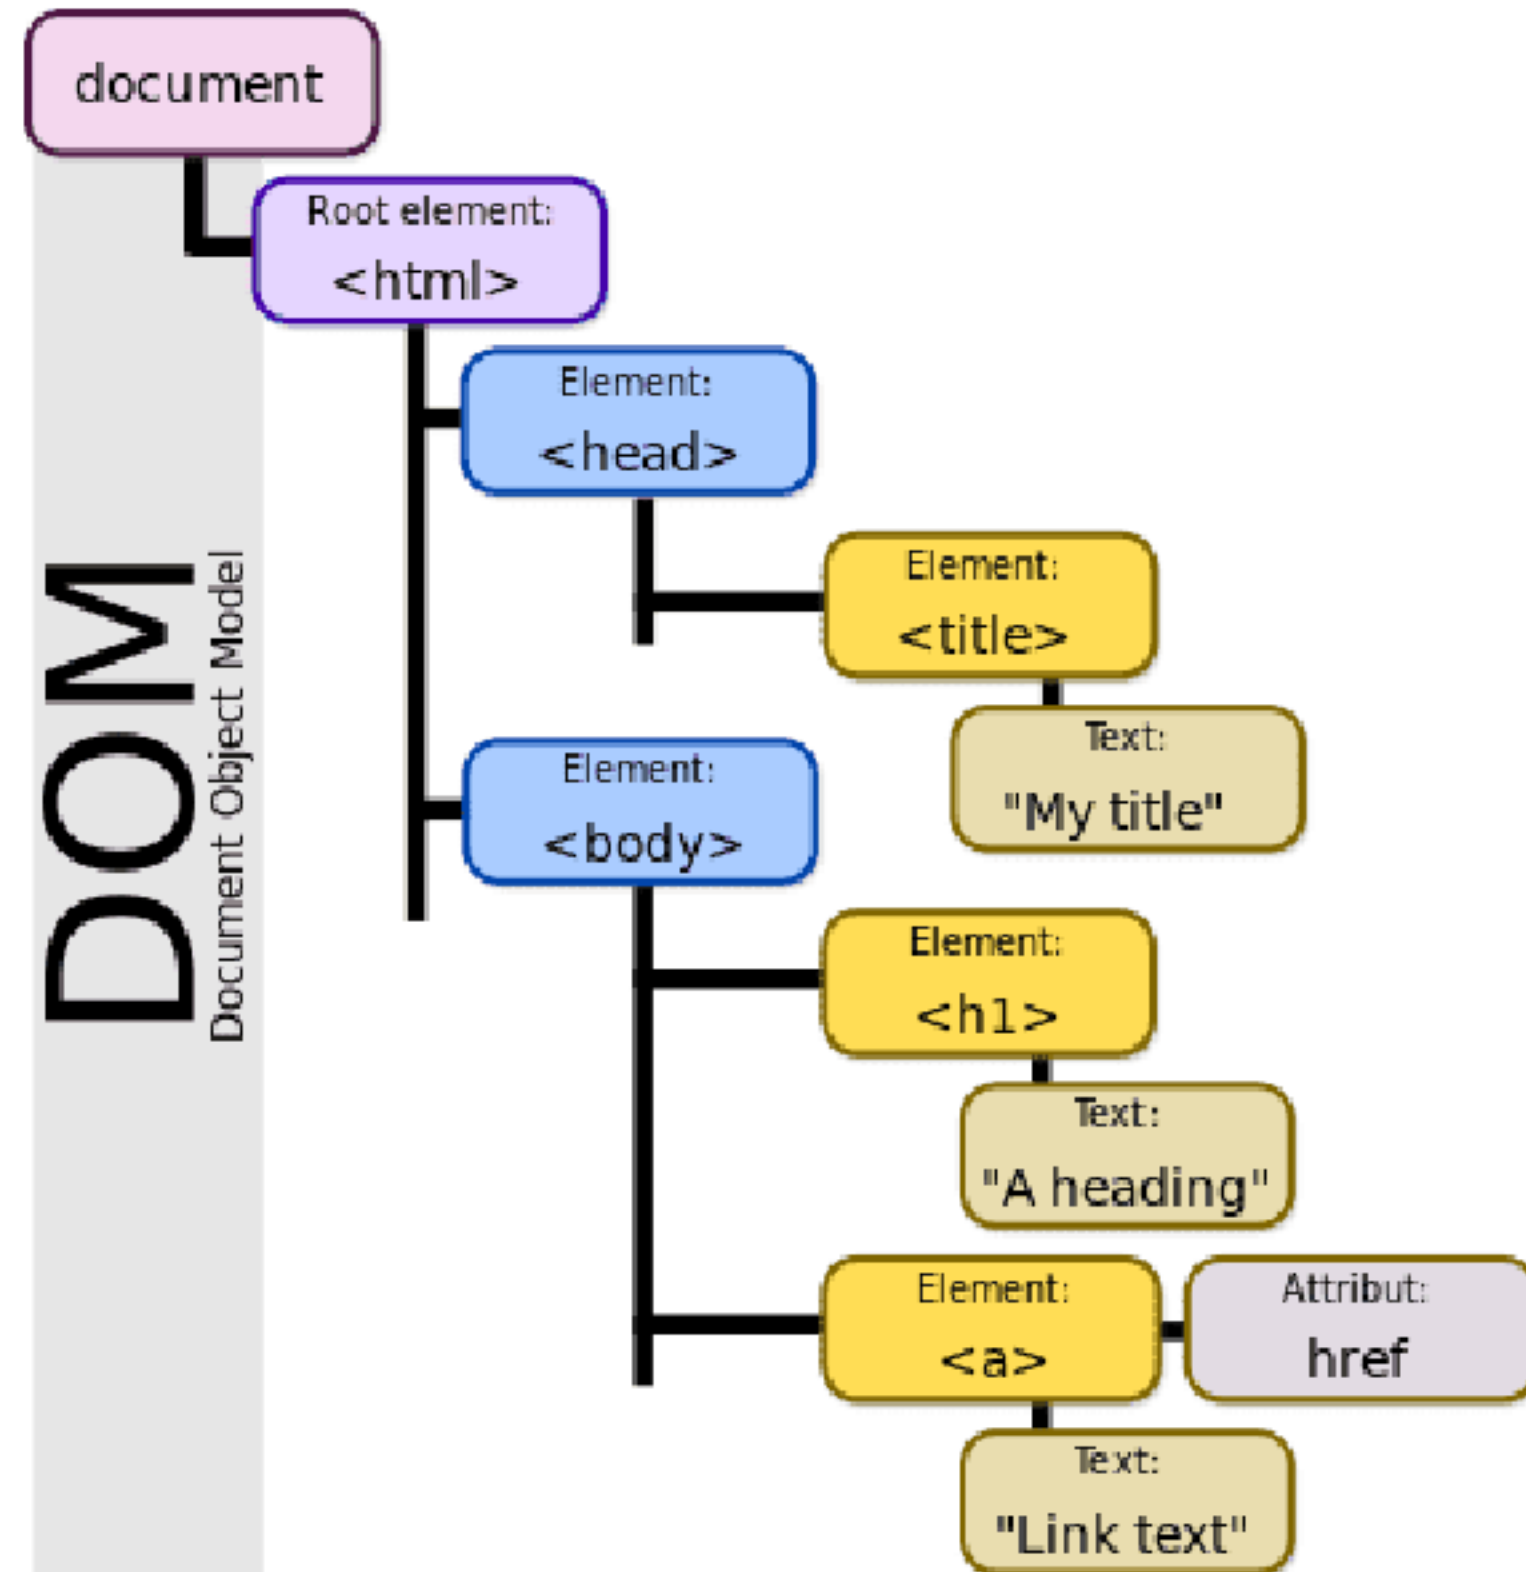 document
Root element:
<html>
Element:
<head>
Element:
<title>
Text:
"My title"
Element:
<body>
Element:
<h1>
Text:
"A heading"
Element:
<a>
Attribut:
href
Text:
"Link text"
DOM
Document Object Model